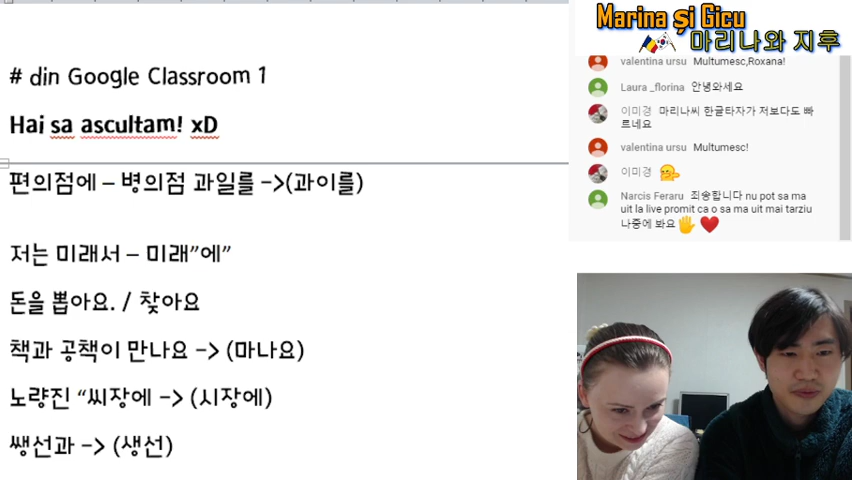 # din Google Classroom 1
Hai sa ascultam! xD
편의점에 – 병의점 과일를 ->(과이를)
저는 미래서 – 미래”에”
돈을 뽑아요. / 찾아요
책과 공책이 만나요 -> (마나요)
노량진 “씨장에 -> (시장에)
쌩선과 -> (생선)
Marina și Gicu
마리나와 지후
valentina ursu Multumesc,Roxana!
Laura _florina 안녕와세요
이미경 마리나씨 한글타자가 저보다도 빠
르네요
valentina ursu Multumesc!
이미경
Narcis Feraru 죄송합니다 nu pot sa ma
uit la live promit ca o sa ma uit mai tarziu
나중에 봐요